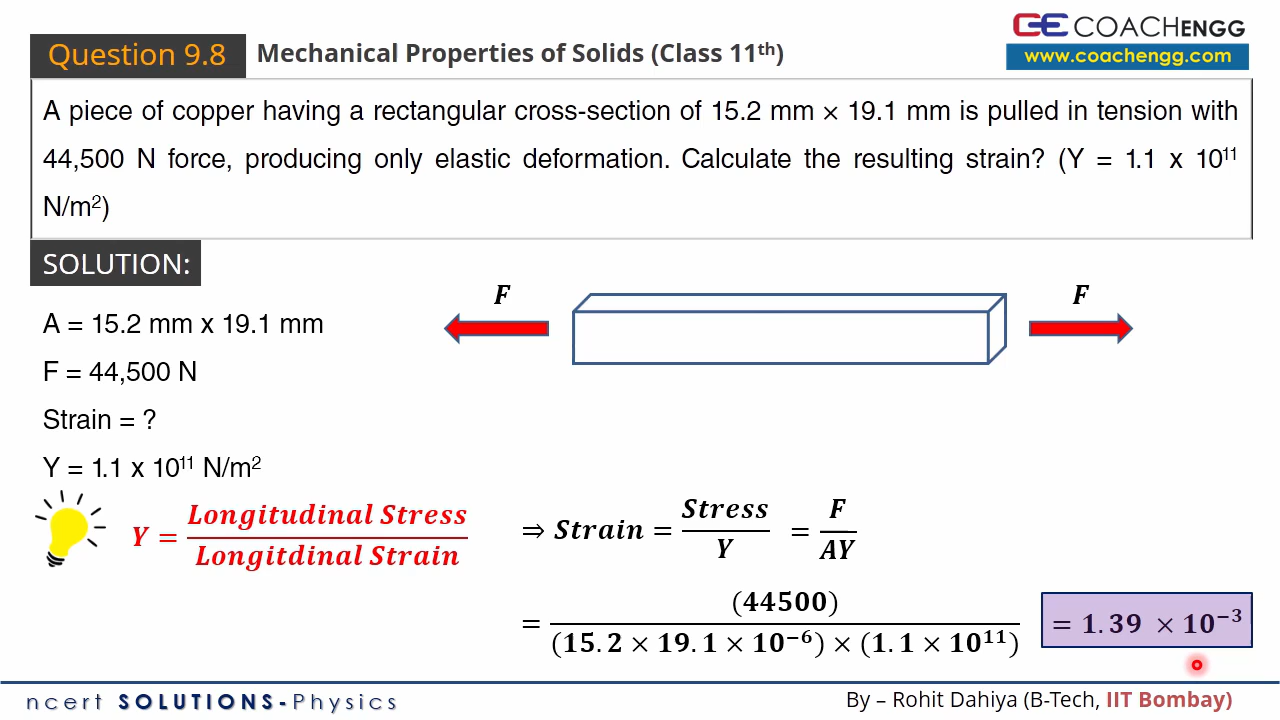 CE COACHENGG
www.coachengg.com
Question 9.8
Mechanical Properties of Solids (Class 11ᵗʰ)
A piece of copper having a rectangular cross-section of 15.2 mm × 19.1 mm is pulled in tension with
44,500 N force, producing only elastic deformation. Calculate the resulting strain? (Y = 1.1 x 10¹¹
N/m²)
SOLUTION:
F
F
A = 15.2 mm x 19.1 mm
F = 44,500 N
Strain = ?
Y = 1.1 x 10¹¹ N/m²
Y = Longitudinal Stress / Longitdinal Strain
⇒ Strain = Stress / Y = F / AY
= (44500) / (15.2 × 19.1 × 10⁻⁶) × (1.1 × 10¹¹)
= 1.39 × 10⁻³
ncert SOLUTIONS-Physics
By – Rohit Dahiya (B-Tech, IIT Bombay)